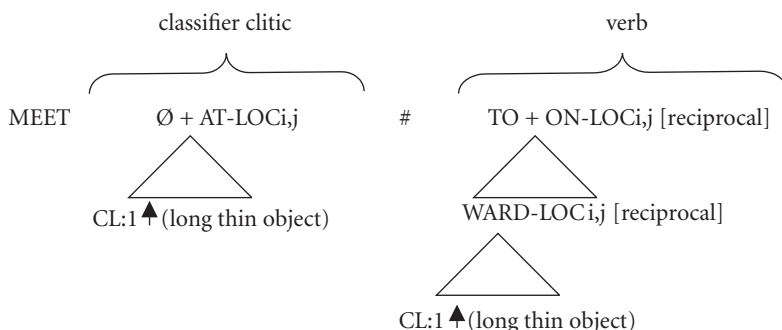 classifier clitic verb
MEET Ø + AT-LOCi,j # TO + ON-LOCi,j [reciprocal]
CL:1 (long thin object) WARD-LOCi,j [reciprocal]
CL:1 (long thin object)